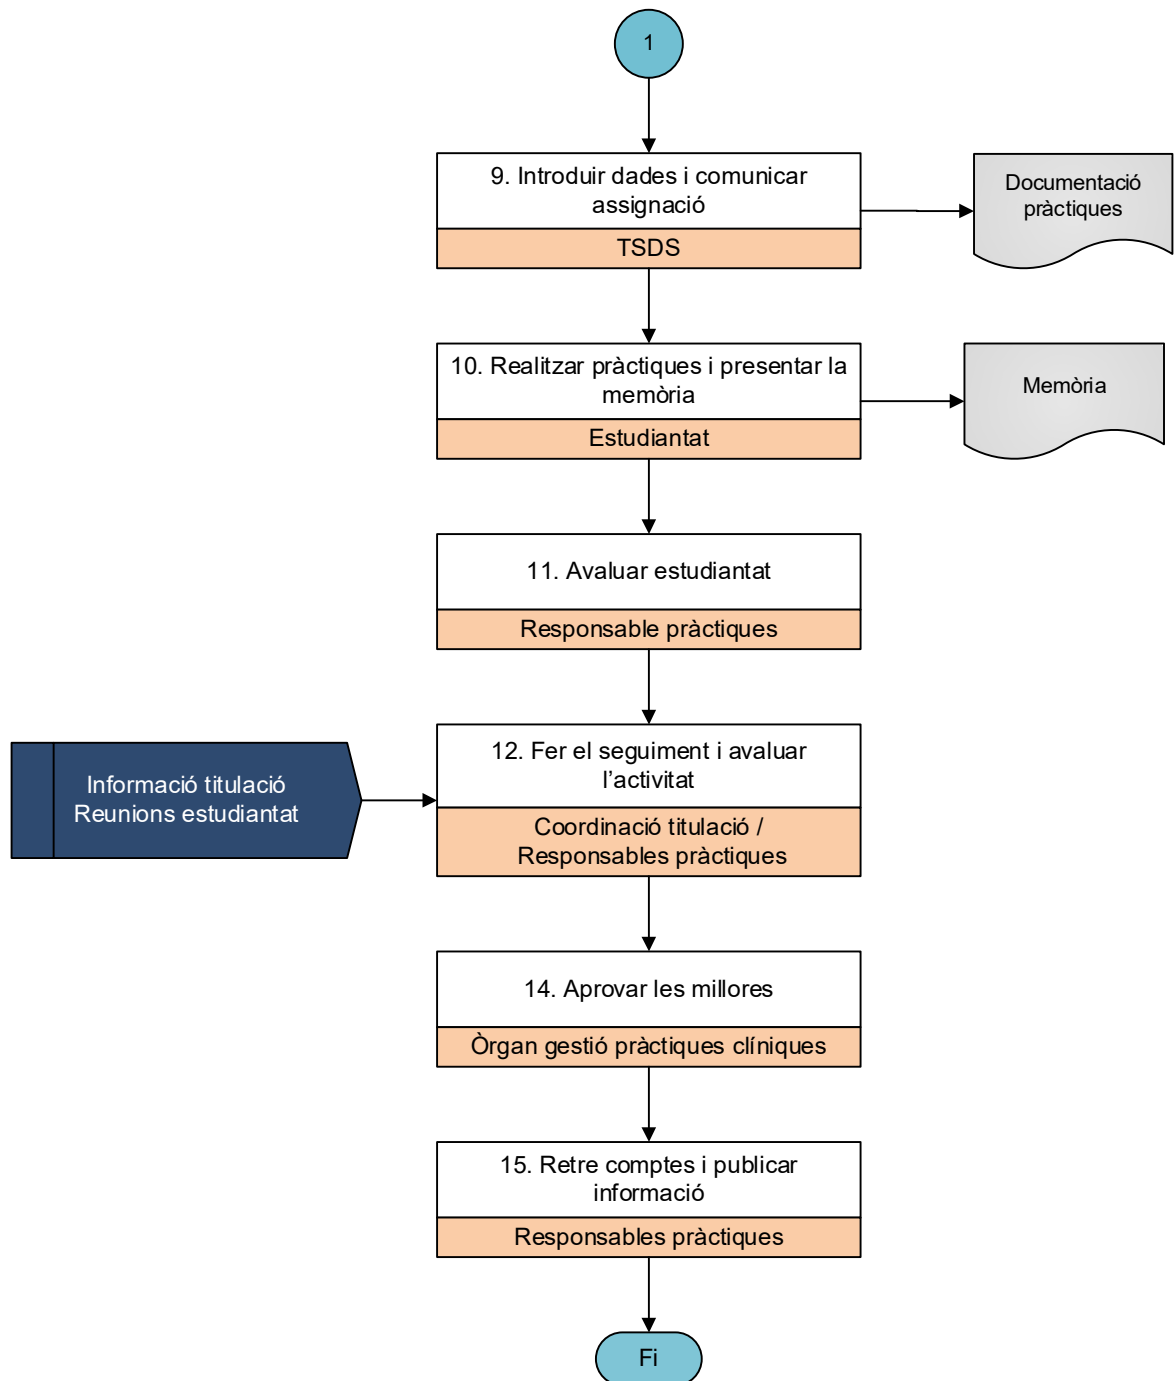 1
9. Introduir dades i comunicar
assignació
TSDS
Documentació
pràctiques
10. Realitzar pràctiques i presentar la
memòria
Estudiantat
Memòria
11. Avaluar estudiantat
Responsable pràctiques
Informació titulació
Reunions estudiantat
12. Fer el seguiment i avaluar
l’activitat
Coordinació titulació /
Responsables pràctiques
14. Aprovar les millores
Òrgan gestió pràctiques clíniques
15. Retre comptes i publicar
informació
Responsables pràctiques
Fi